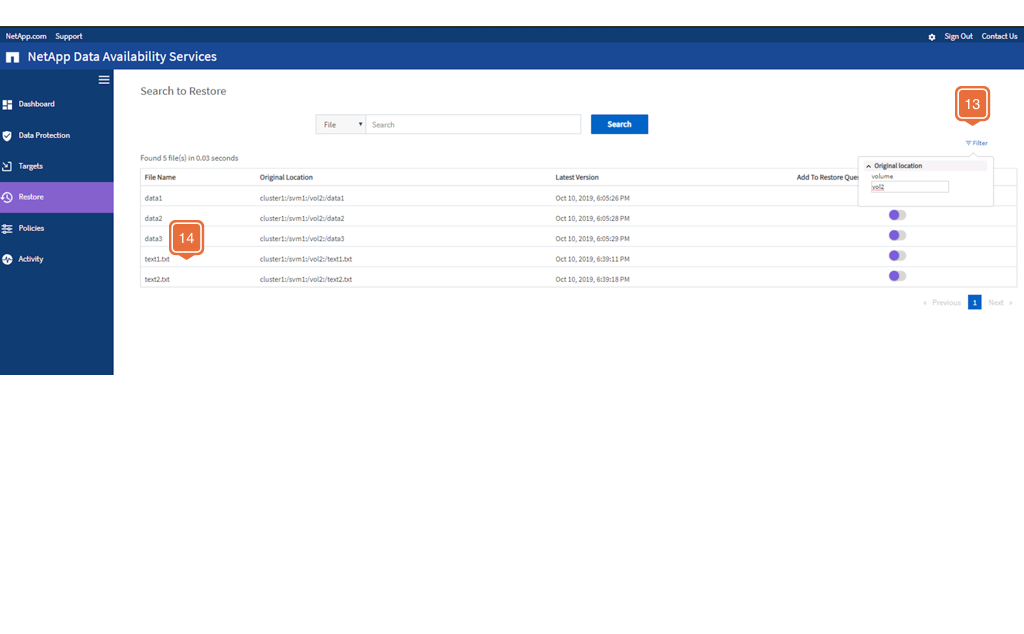 NetApp.com Support Sign Out Contact Us
NetApp Data Availability Services
Dashboard
Data Protection
Targets
Restore
Policies
Activity
Search to Restore
13
File Search Search
Filter
Found 5 file(s) in 0.03 seconds
Original location
volume
vol2
File Name Original Location Latest Version Add To Restore Que
data1 cluster1:/svm1:/vol2:/data1 Oct 10, 2019, 6:05:26 PM
data2 cluster1:/svm1:/vol2:/data2 Oct 10, 2019, 6:05:28 PM
14
data3 cluster1:/svm1:/vol2:/data3 Oct 10, 2019, 6:05:29 PM
text1.txt cluster1:/svm1:/vol2:/text1.txt Oct 10, 2019, 6:39:11 PM
text2.txt cluster1:/svm1:/vol2:/text2.txt Oct 10, 2019, 6:39:18 PM
« Previous 1 Next »